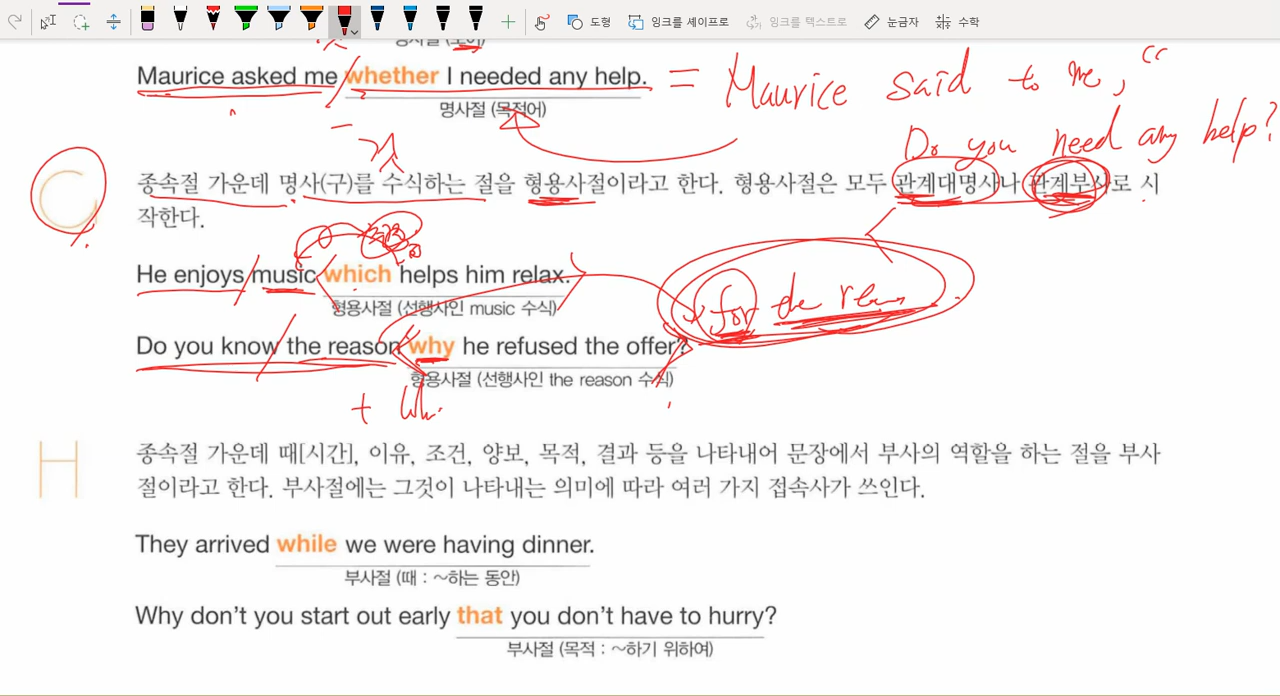 도형 잉크를 셰이프로 잉크를 텍스트로 눈금자 수학
Maurice asked me whether I needed any help. = Maurice said to me, "
명사절 (목적어)
Do you need any help?
G
종속절 가운데 명사(구)를 수식하는 절을 형용사절이라고 한다. 형용사절은 모두 관계대명사나 관계부사로 시
작한다.
He enjoys music which helps him relax.
형용사절 (선행사인 music 수식)
for the reason
Do you know the reason why he refused the offer?
형용사절 (선행사인 the reason 수식)
H
종속절 가운데 때[시간], 이유, 조건, 양보, 목적, 결과 등을 나타내어 문장에서 부사의 역할을 하는 절을 부사
절이라고 한다. 부사절에는 그것이 나타내는 의미에 따라 여러 가지 접속사가 쓰인다.
They arrived while we were having dinner.
부사절 (때 : ~하는 동안)
Why don't you start out early that you don't have to hurry?
부사절 (목적 : ~하기 위하여)